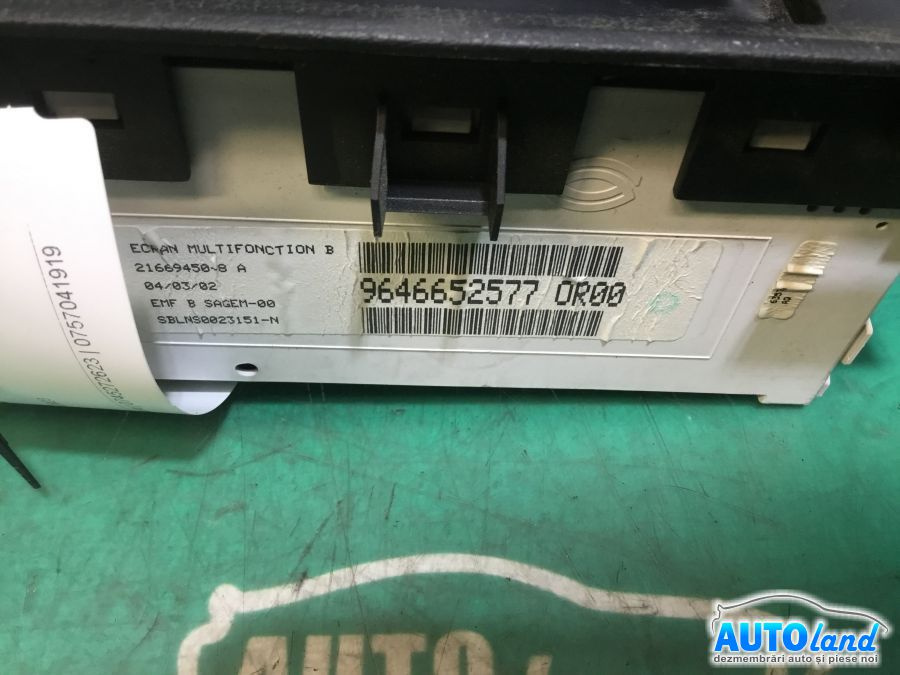 ECRAN MULTIFONCTION B
21669450-8 A
04/03/02
EMF B SAGEM-00
SBLNS0023151-N
9646652577 0R00
0757041919
AUTO
AUTOland
dezmembrări auto și piese noi